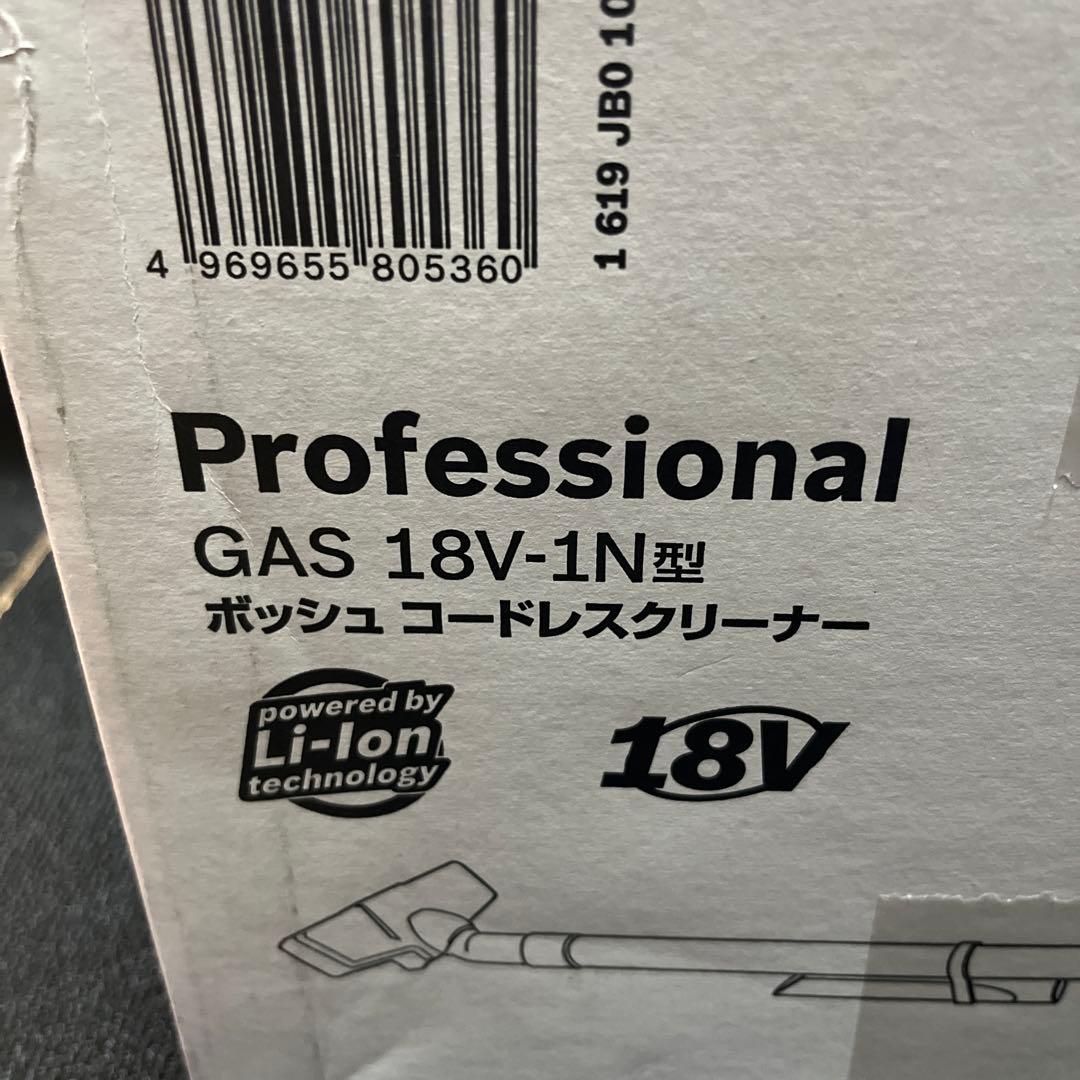 4 969655 805360
1 619 JB0 10
Professional
GAS 18V-1N型
ボッシュ コードレスクリーナー
powered by
Li-Ion
technology
18V